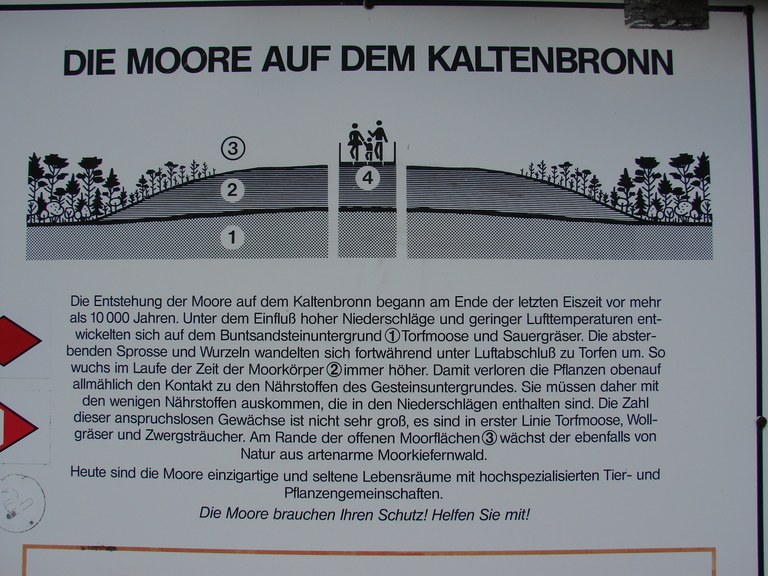 DIE MOORE AUF DEM KALTENBRONN
③
②
④
①
Die Entstehung der Moore auf dem Kaltenbronn begann am Ende der letzten Eiszeit vor mehr
als 10 000 Jahren. Unter dem Einfluß hoher Niederschläge und geringer Lufttemperaturen ent-
wickelten sich auf dem Buntsandsteinuntergrund ① Torfmoose und Sauergräser. Die abster-
benden Sprosse und Wurzeln wandelten sich fortwährend unter Luftabschluß zu Torfen um. So
wuchs im Laufe der Zeit der Moorkörper ② immer höher. Damit verloren die Pflanzen obenauf
allmählich den Kontakt zu den Nährstoffen des Gesteinsuntergrundes. Sie müssen daher mit
den wenigen Nährstoffen auskommen, die in den Niederschlägen enthalten sind. Die Zahl
dieser anspruchslosen Gewächse ist nicht sehr groß, es sind in erster Linie Torfmoose, Woll-
gräser und Zwergsträucher. Am Rande der offenen Moorflächen ③ wächst der ebenfalls von
Natur aus artenarme Moorkiefernwald.
Heute sind die Moore einzigartige und seltene Lebensräume mit hochspezialisierten Tier- und
Pflanzengemeinschaften.
Die Moore brauchen Ihren Schutz! Helfen Sie mit!